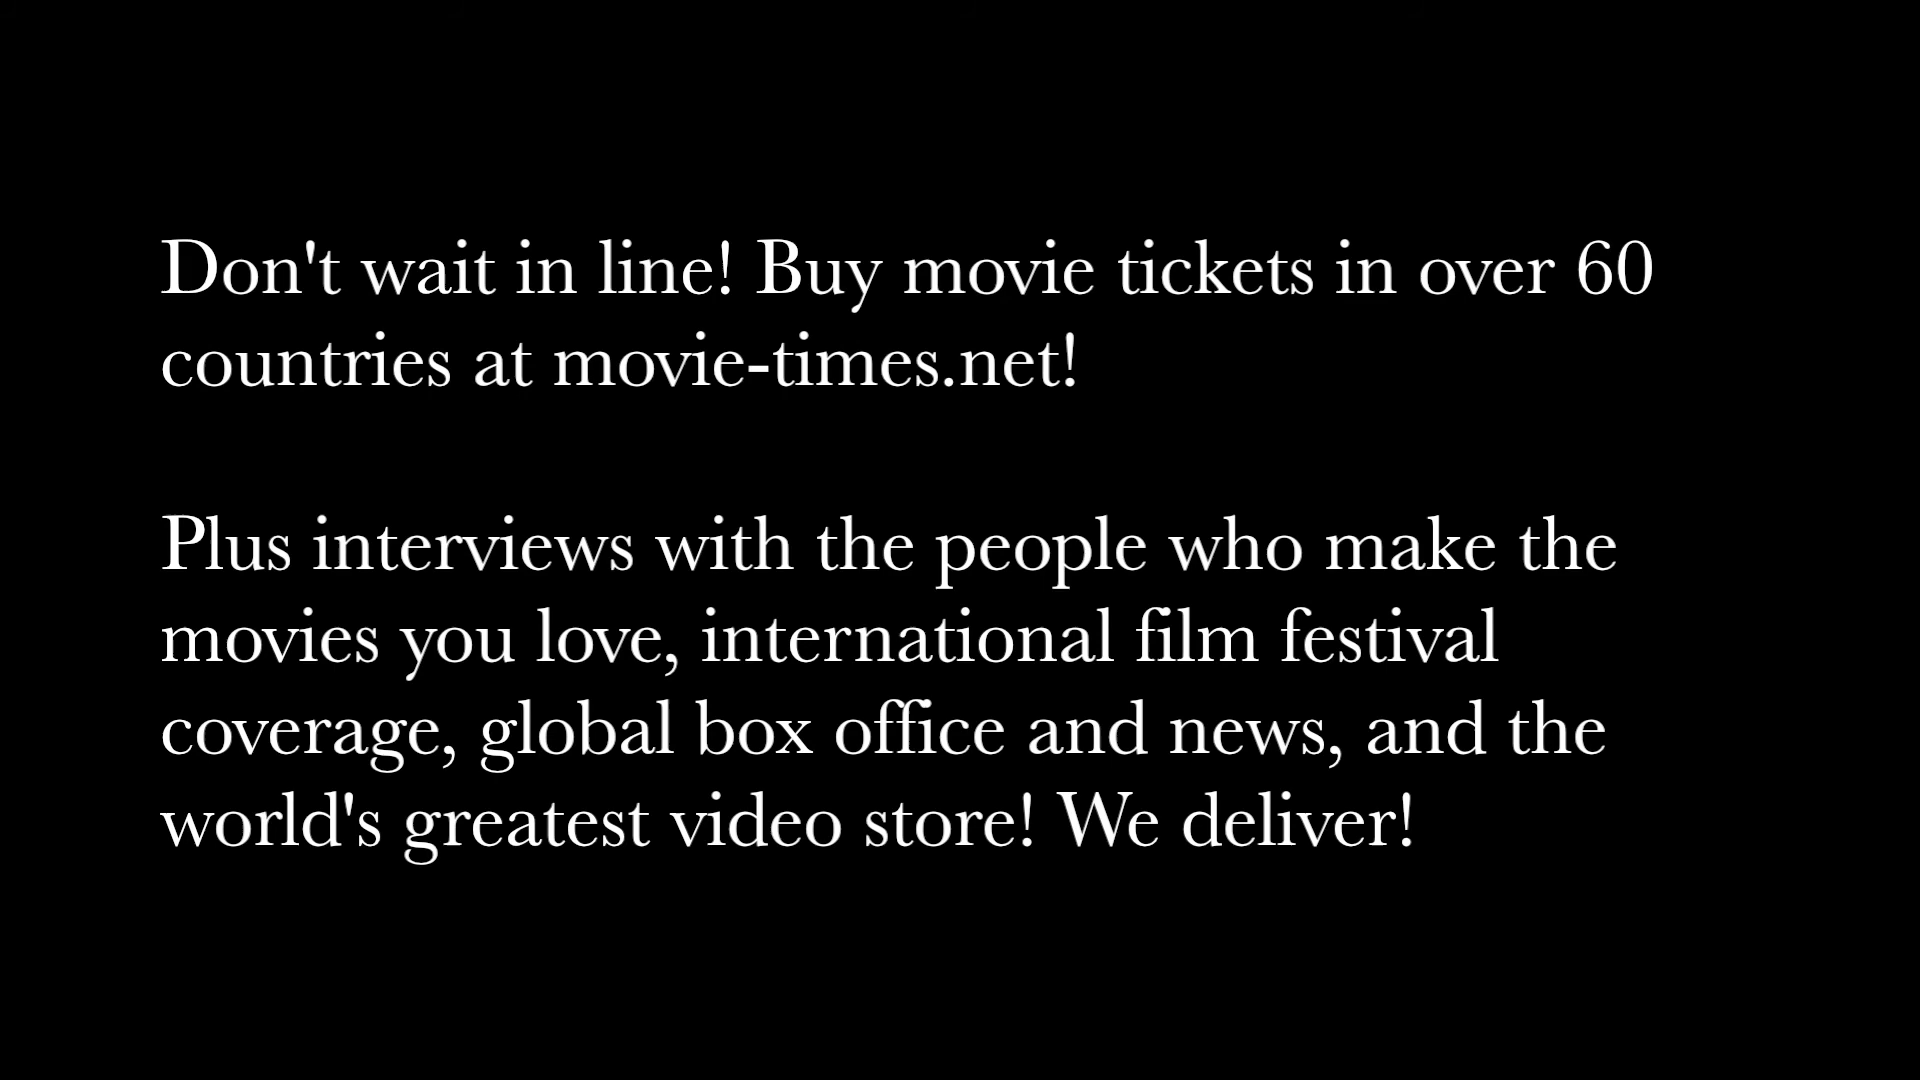 Don't wait in line! Buy movie tickets in over 60
countries at movie-times.net!
Plus interviews with the people who make the
movies you love, international film festival
coverage, global box office and news, and the
world's greatest video store! We deliver!